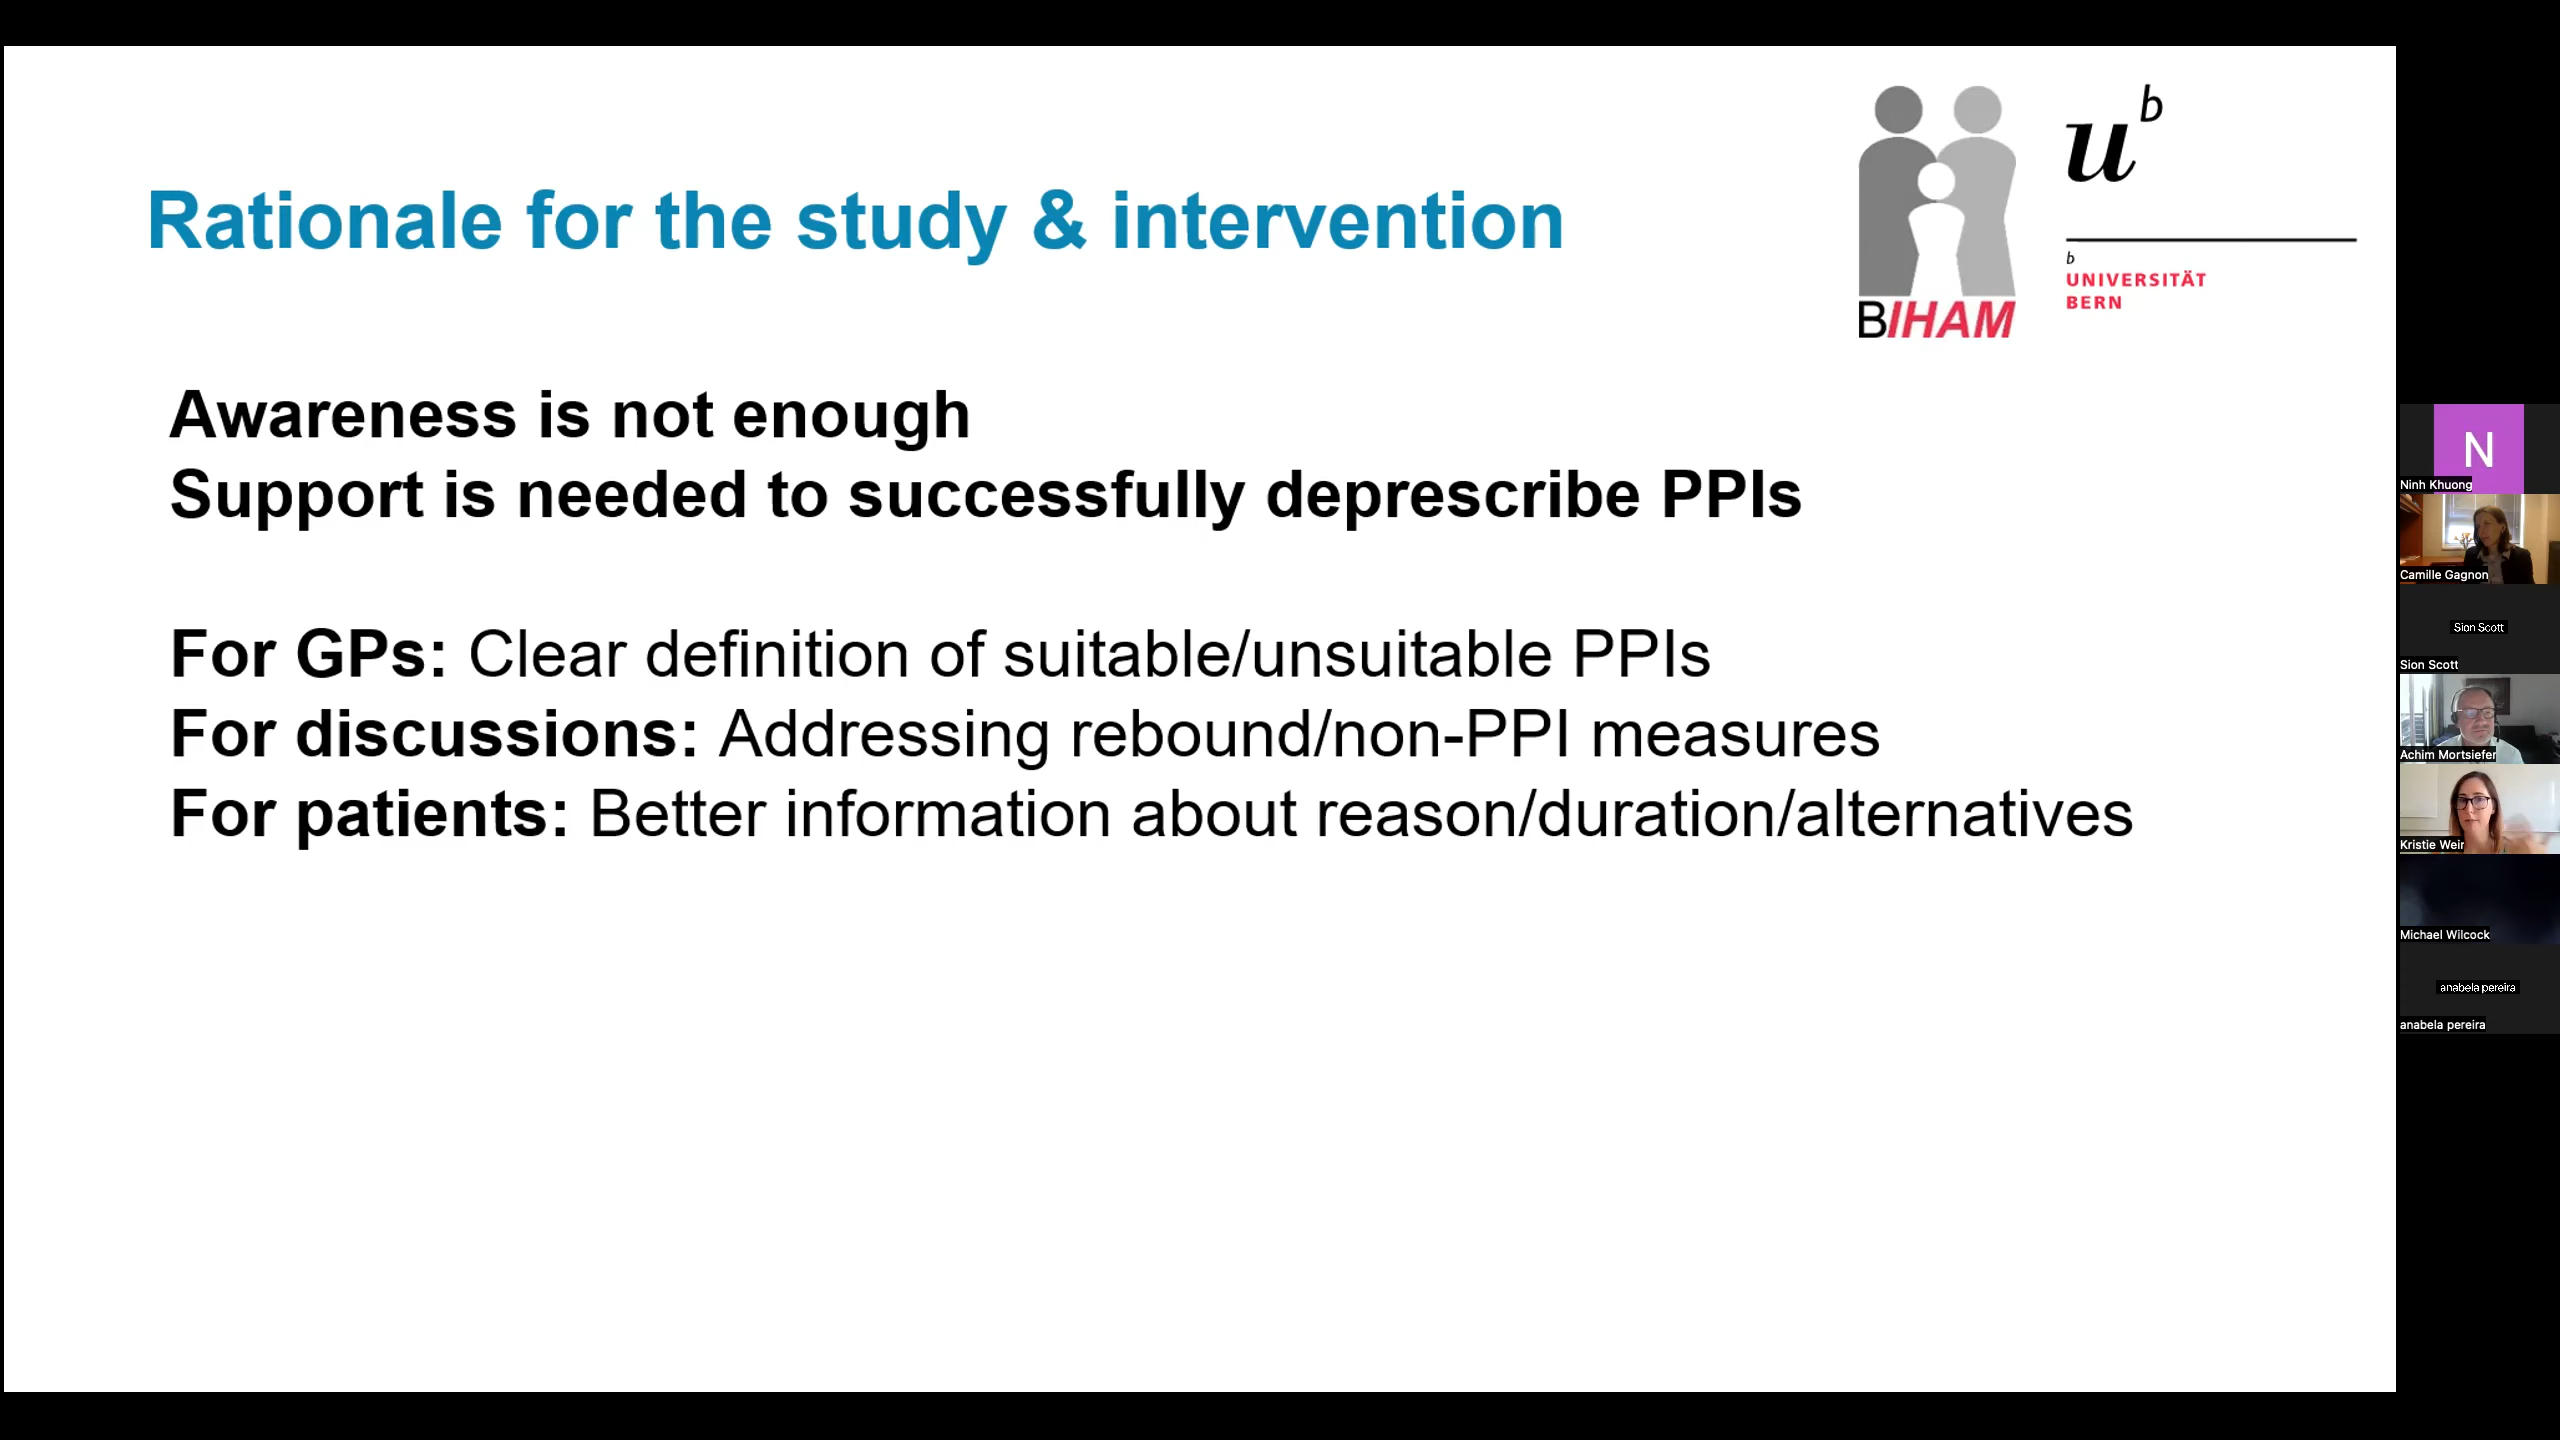 Rationale for the study & intervention
BIHAM
u b
b
UNIVERSITÄT
BERN
Awareness is not enough
Support is needed to successfully deprescribe PPIs
For GPs: Clear definition of suitable/unsuitable PPIs
For discussions: Addressing rebound/non-PPI measures
For patients: Better information about reason/duration/alternatives
N
Ninh Khuong
Camille Gagnon
Sion Scott
Sion Scott
Achim Mortsiefer
Kristie Weir
Michael Wilcock
anabela pereira
anabela pereira